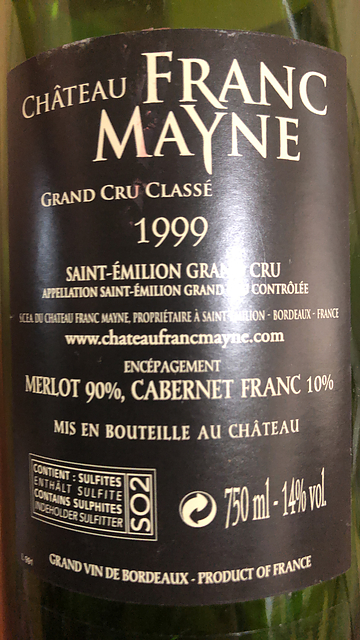 CHÂTEAU FRANC
MAYNE
GRAND CRU CLASSÉ
1999
SAINT-ÉMILION GRAND CRU
APPELLATION SAINT-ÉMILION GRAND CRU CONTRÔLÉE
S.C.E.A. DU CHATEAU FRANC MAYNE, PROPRIÉTAIRE À SAINT-ÉMILION - BORDEAUX - FRANCE
www.chateaufrancmayne.com
ENCÉPAGEMENT
MERLOT 90%, CABERNET FRANC 10%
MIS EN BOUTEILLE AU CHÂTEAU
CONTIENT : SULFITES
ENTHÄLT SULFITE
CONTAINS SULPHITES
INDEHOLDER SULFITTER
SO2
750 ml - 14% vol.
GRAND VIN DE BORDEAUX - PRODUCT OF FRANCE